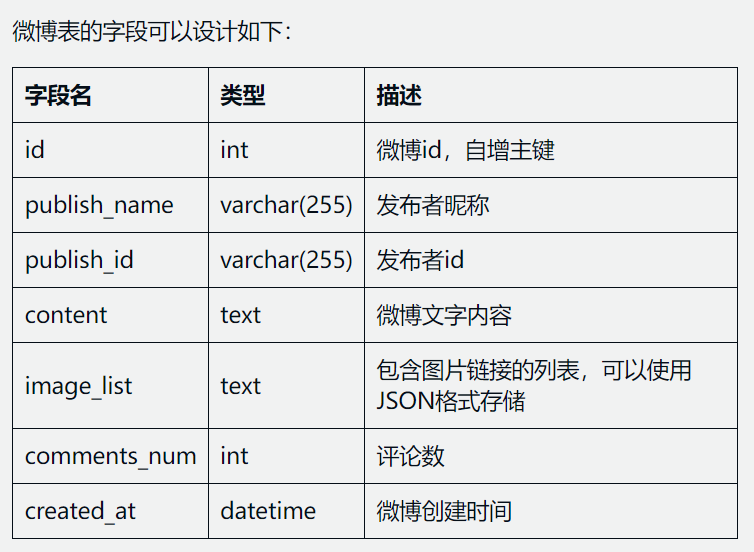 微博表的字段可以设计如下：
字段名 类型 描述
id int 微博id，自增主键
publish_name varchar(255) 发布者昵称
publish_id varchar(255) 发布者id
content text 微博文字内容
image_list text 包含图片链接的列表，可以使用
JSON格式存储
comments_num int 评论数
created_at datetime 微博创建时间